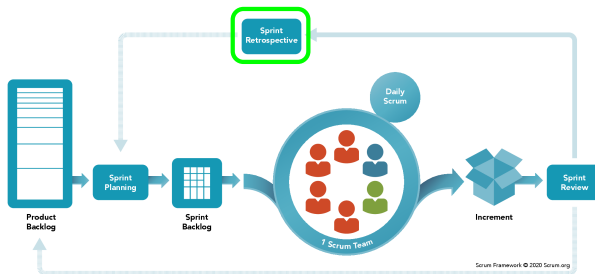 Sprint
Retrospective
Daily
Scrum
Sprint
Planning
Product
Backlog
Sprint
Backlog
1 Scrum Team
Increment
Sprint
Review
Scrum Framework © 2020 Scrum.org